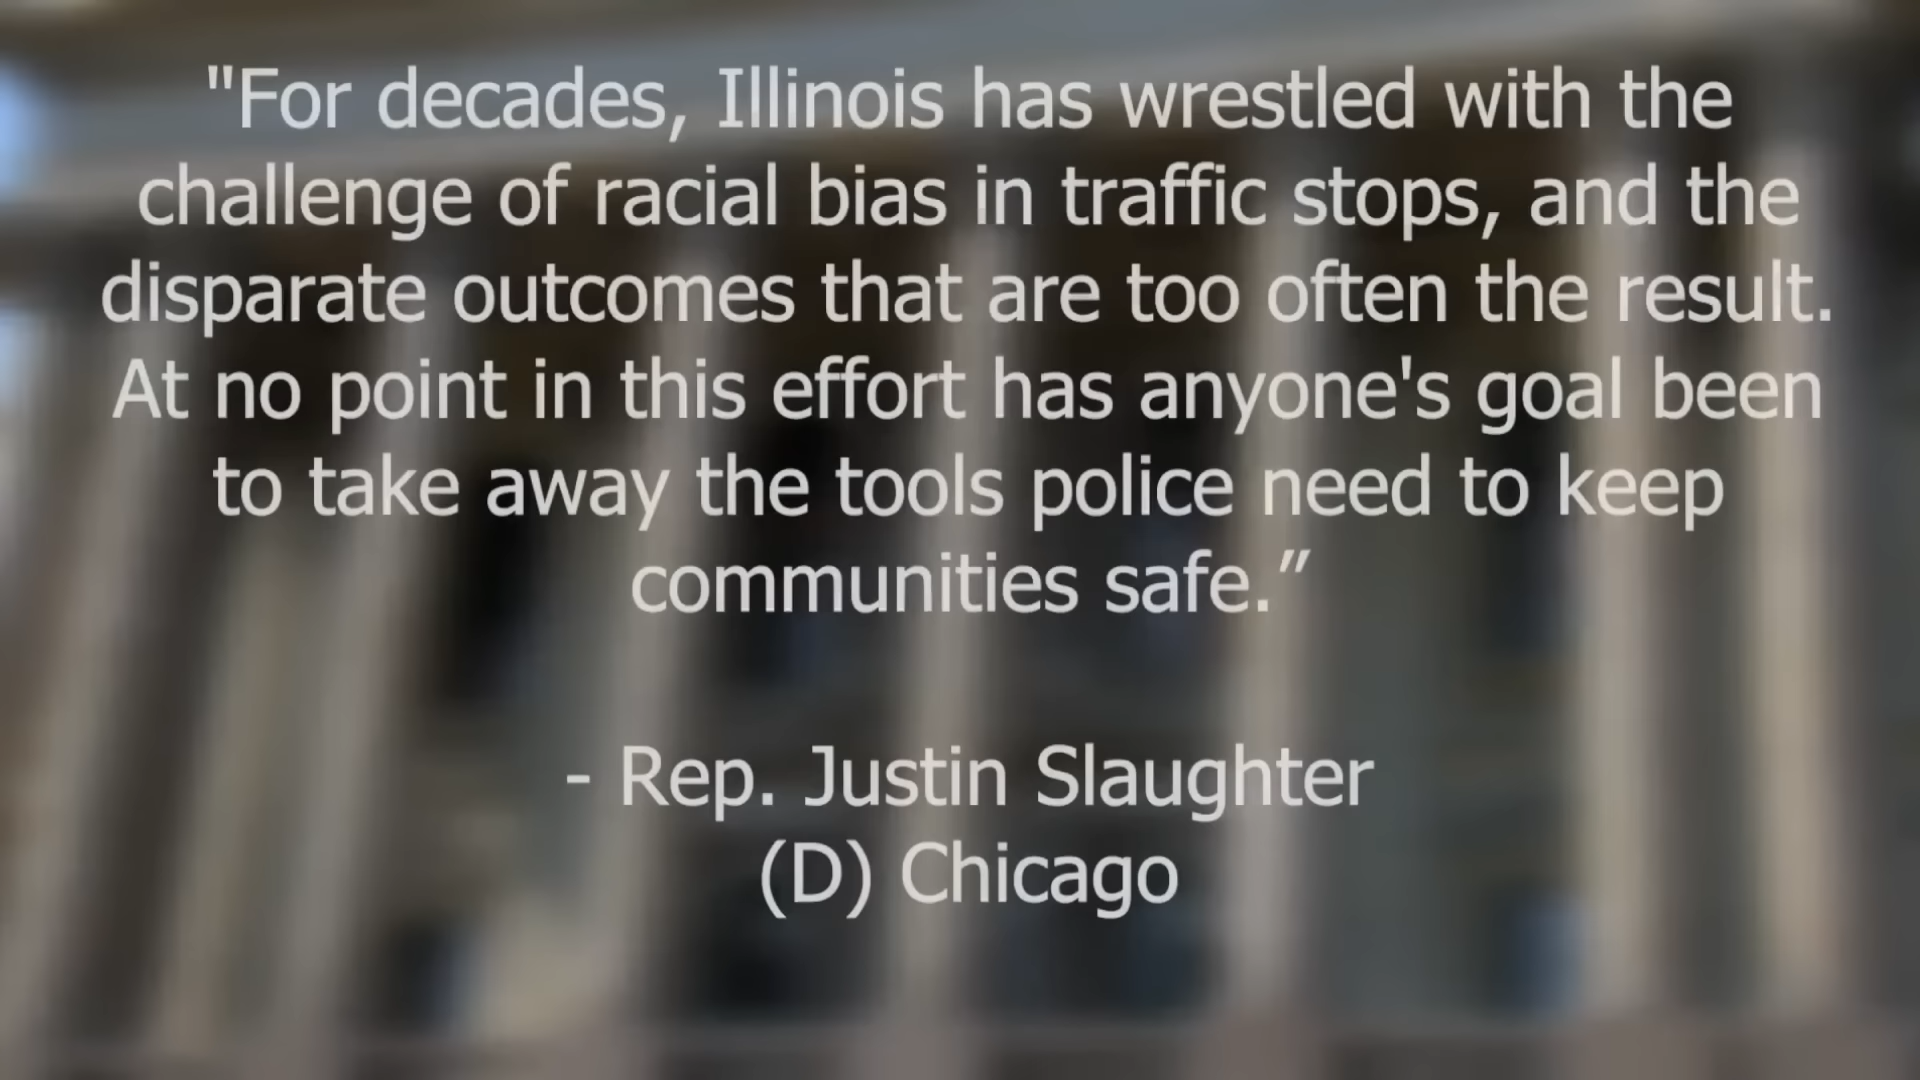 "For decades, Illinois has wrestled with the
challenge of racial bias in traffic stops, and the
disparate outcomes that are too often the result.
At no point in this effort has anyone's goal been
to take away the tools police need to keep
communities safe.”
- Rep. Justin Slaughter
(D) Chicago